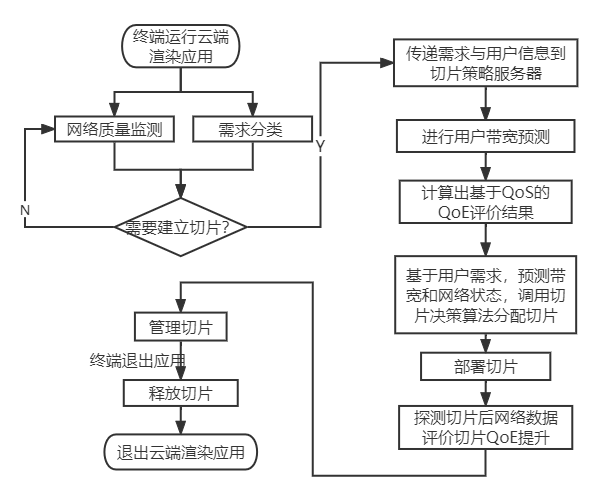 终端运行云端
渲染应用
网络质量监测
需求分类
需要建立切片?
N
Y
传递需求与用户信息到
切片策略服务器
进行用户带宽预测
计算出基于QoS的
QoE评价结果
基于用户需求，预测带
宽和网络状态，调用切
片决策算法分配切片
部署切片
探测切片后网络数据
评价切片QoE提升
管理切片
终端退出应用
释放切片
退出云端渲染应用